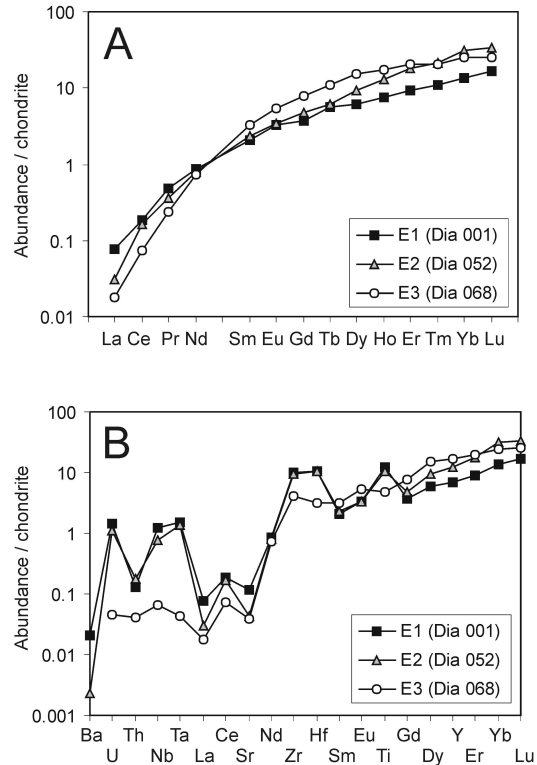 A
Abundance / chondrite
100
10
1
0.1
0.01
E1 (Dia 001)
E2 (Dia 052)
E3 (Dia 068)
La Ce Pr Nd Sm Eu Gd Tb Dy Ho Er Tm Yb Lu
B
Abundance / chondrite
100
10
1
0.1
0.01
0.001
E1 (Dia 001)
E2 (Dia 052)
E3 (Dia 068)
Ba Th Ta Ce Nd Hf Eu Gd Y Yb
U Nb La Sr Zr Sm Ti Dy Er Lu